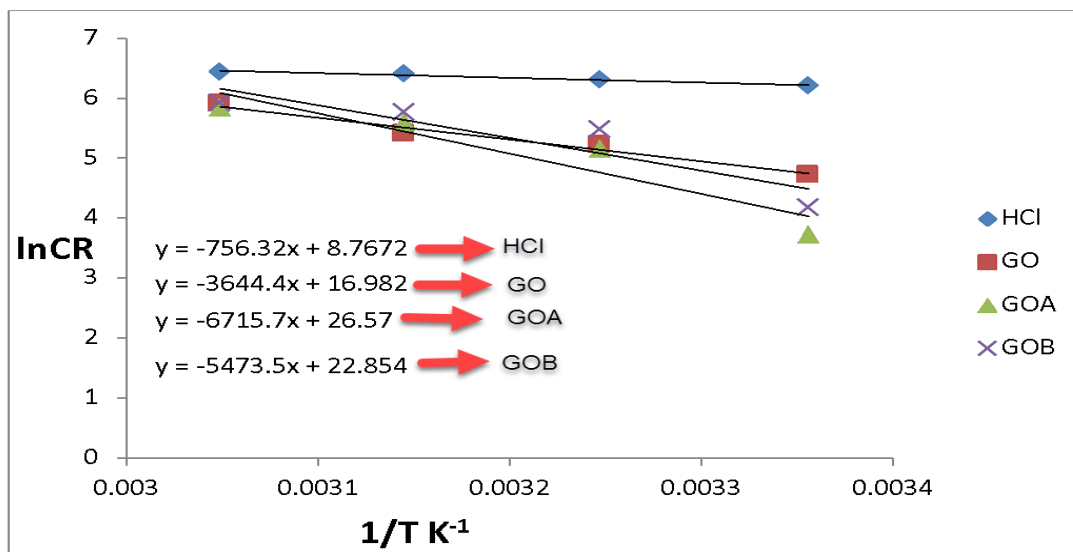 7
6
5
4
3
2
1
0
lnCR
y = -756.32x + 8.7672 HCl
y = -3644.4x + 16.982 GO
y = -6715.7x + 26.57 GOA
y = -5473.5x + 22.854 GOB
HCl
GO
GOA
GOB
0.003 0.0031 0.0032 0.0033 0.0034
1/T K⁻¹